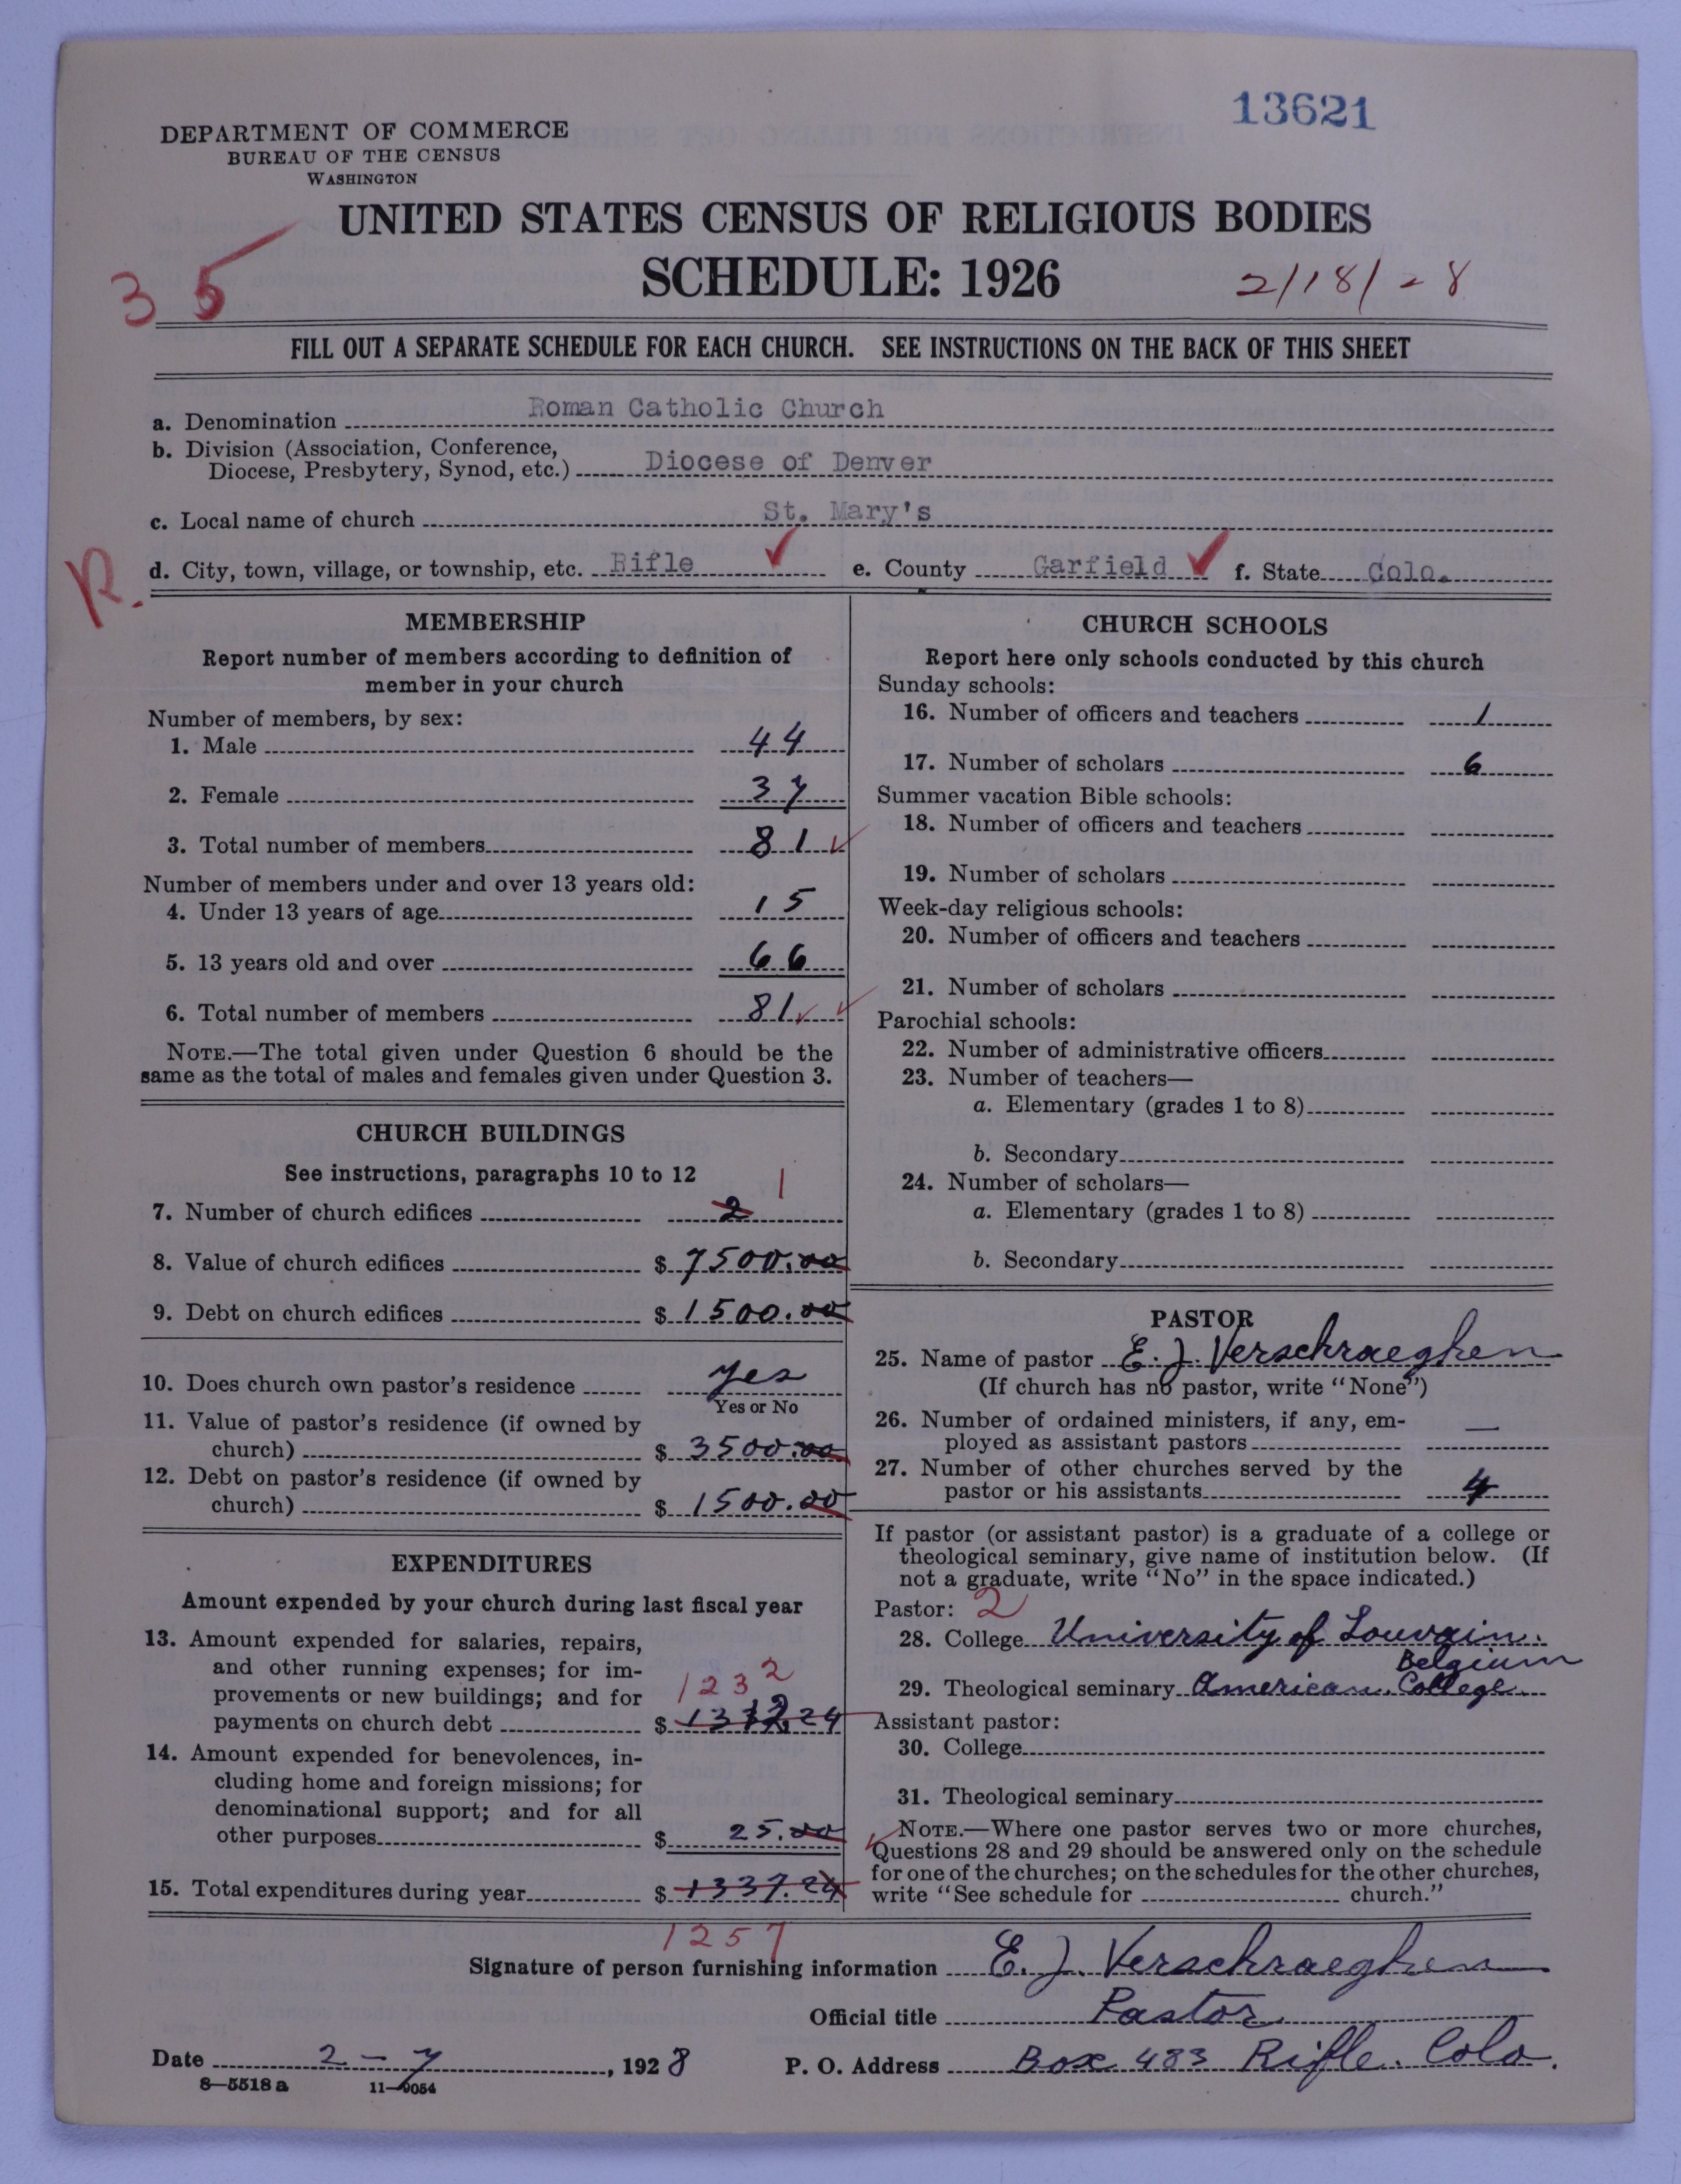 13621
DEPARTMENT OF COMMERCE
BUREAU OF THE CENSUS
WASHINGTON
UNITED STATES CENSUS OF RELIGIOUS BODIES
SCHEDULE: 1926
2/18/-8
35
FILL OUT A SEPARATE SCHEDULE FOR EACH CHURCH. SEE INSTRUCTIONS ON THE BACK OF THIS SHEET
a. Denomination Roman Catholic Church
b. Division (Association, Conference,
Diocese, Presbytery, Synod, etc.) Diocese of Denver
c. Local name of church St. Mary's
R.
d. City, town, village, or township, etc. Rifle e. County Garfield f. State Colo.
MEMBERSHIP
Report number of members according to definition of
member in your church
Number of members, by sex:
1. Male 44
2. Female 37
3. Total number of members 81
Number of members under and over 13 years old:
4. Under 13 years of age 15
5. 13 years old and over 66
6. Total number of members 81
NOTE.—The total given under Question 6 should be the
same as the total of males and females given under Question 3.
CHURCH BUILDINGS
See instructions, paragraphs 10 to 12
1
7. Number of church edifices 2
8. Value of church edifices $ 7500.00
9. Debt on church edifices $ 1500.00
10. Does church own pastor's residence yes
Yes or No
11. Value of pastor's residence (if owned by
church) $ 3500.00
12. Debt on pastor's residence (if owned by
church) $ 1500.00
EXPENDITURES
Amount expended by your church during last fiscal year
13. Amount expended for salaries, repairs,
and other running expenses; for im-
provements or new buildings; and for
1232
payments on church debt $ 1312.24
14. Amount expended for benevolences, in-
cluding home and foreign missions; for
denominational support; and for all
other purposes $ 25.00
15. Total expenditures during year $ 1337.24
1257
CHURCH SCHOOLS
Report here only schools conducted by this church
Sunday schools:
16. Number of officers and teachers 1
17. Number of scholars 6
Summer vacation Bible schools:
18. Number of officers and teachers
19. Number of scholars
Week-day religious schools:
20. Number of officers and teachers
21. Number of scholars
Parochial schools:
22. Number of administrative officers
23. Number of teachers—
a. Elementary (grades 1 to 8)
b. Secondary
24. Number of scholars—
a. Elementary (grades 1 to 8)
b. Secondary
PASTOR
25. Name of pastor E. J. Verschraeghen
(If church has no pastor, write "None")
26. Number of ordained ministers, if any, em-
ployed as assistant pastors —
27. Number of other churches served by the
pastor or his assistants 4
If pastor (or assistant pastor) is a graduate of a college or
theological seminary, give name of institution below. (If
not a graduate, write "No" in the space indicated.)
Pastor: 2
28. College University of Louvain.
Belgium
29. Theological seminary American College
Assistant pastor:
30. College
31. Theological seminary
NOTE.—Where one pastor serves two or more churches,
Questions 28 and 29 should be answered only on the schedule
for one of the churches; on the schedules for the other churches,
write "See schedule for church."
Signature of person furnishing information E. J. Verschraeghen
Official title Pastor
Date 2-7, 1928 P. O. Address Box 483 Rifle. Colo.
8—5518a 11—9054